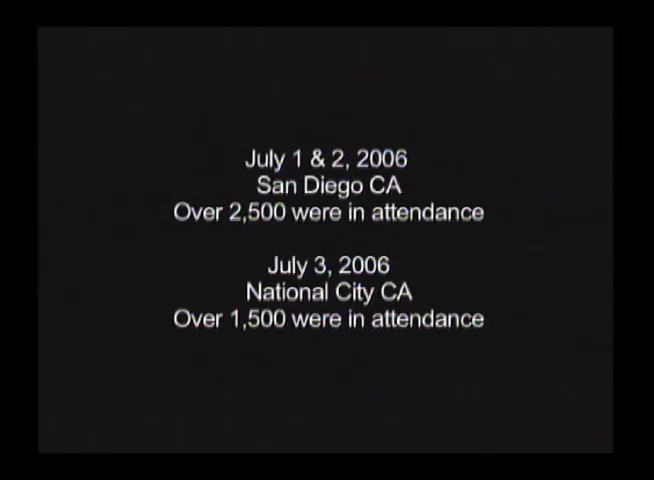 July 1 & 2, 2006
San Diego CA
Over 2,500 were in attendance
July 3, 2006
National City CA
Over 1,500 were in attendance